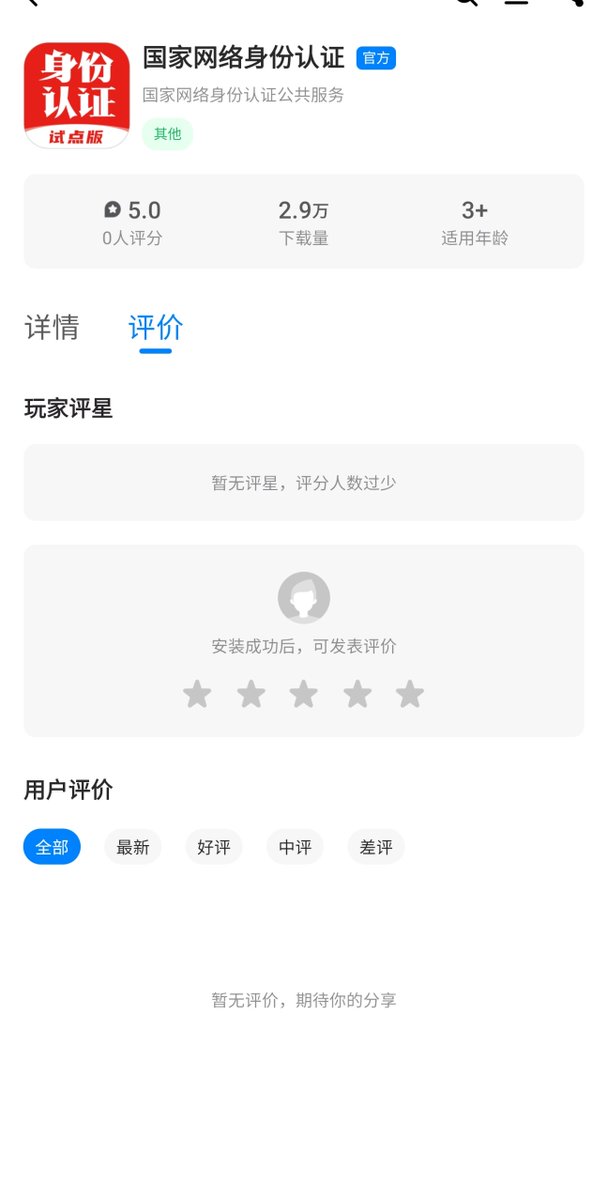 身份
认证
试点版
国家网络身份认证 官方
国家网络身份认证公共服务
其他
5.0 2.9万 3+
0人评分 下载量 适用年龄
详情 评价
玩家评星
暂无评星，评分人数过少
安装成功后，可发表评价
用户评价
全部 最新 好评 中评 差评
暂无评价，期待你的分享